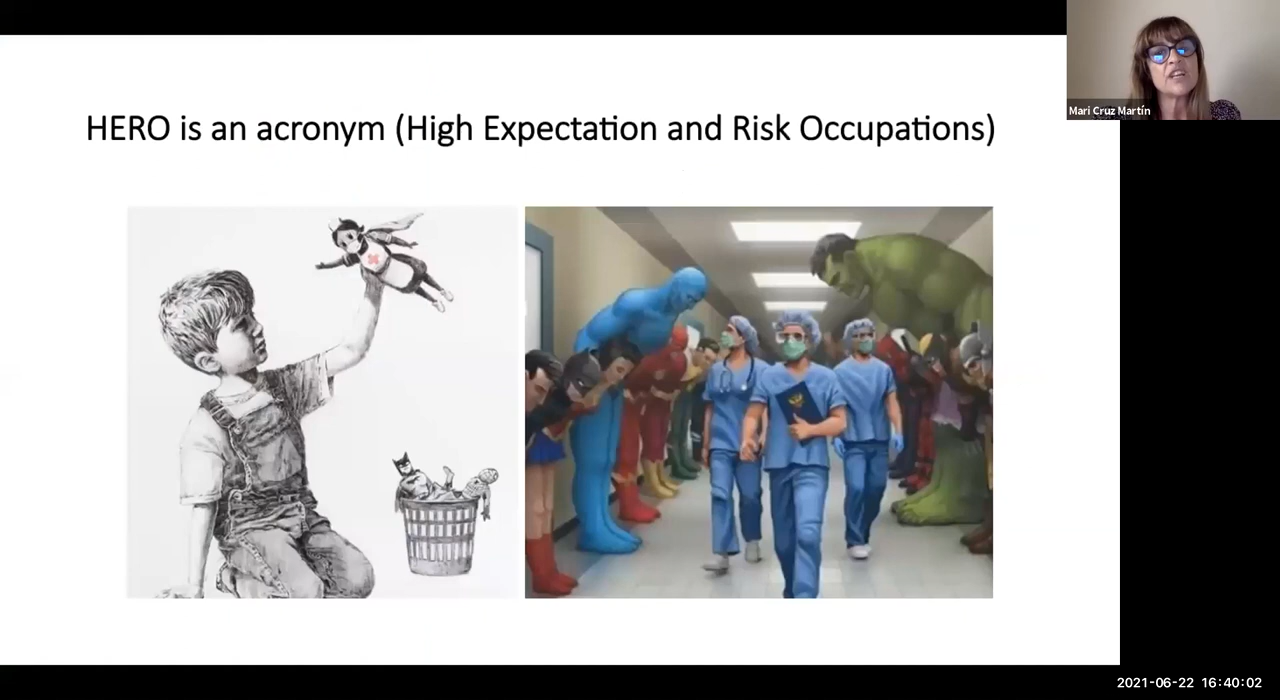 HERO is an acronym (High Expectation and Risk Occupations)
Mari Cruz Martín
2021-06-22 16:40:02